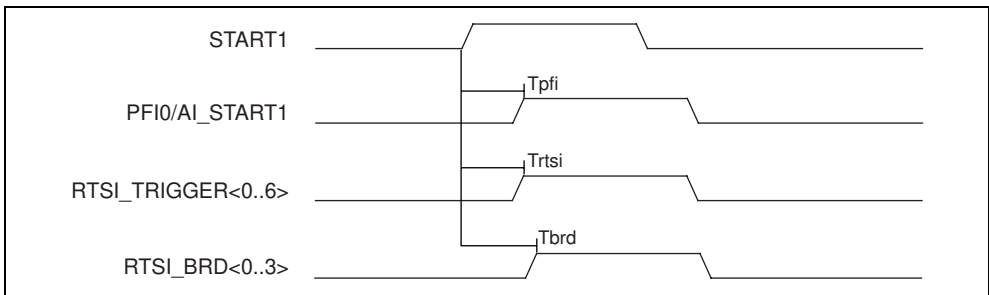 START1
Tpfi
PFI0/AI_START1
Trtsi
RTSI_TRIGGER<0..6>
Tbrd
RTSI_BRD<0..3>